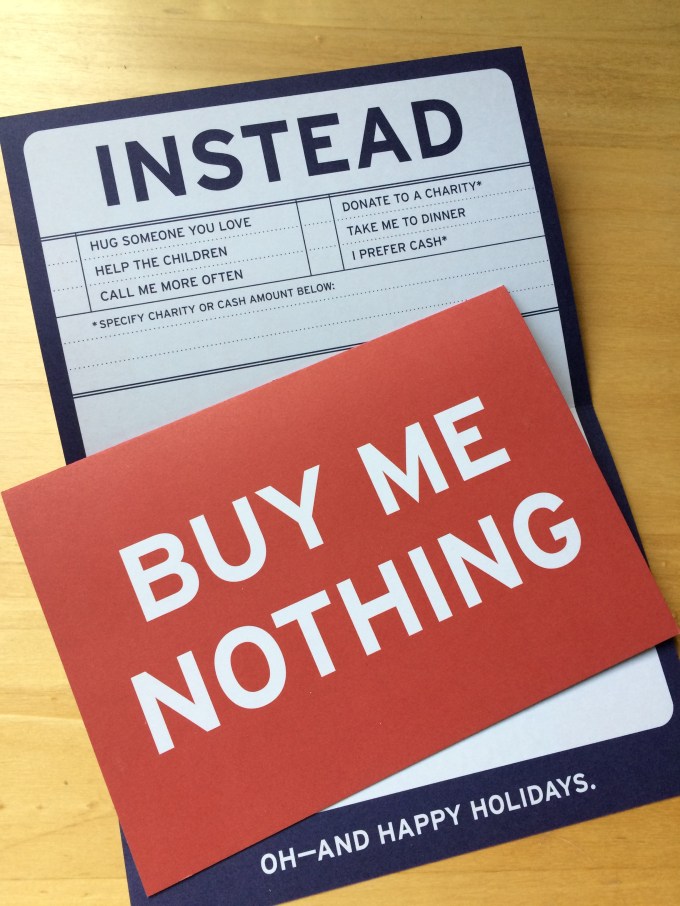 INSTEAD
HUG SOMEONE YOU LOVE
HELP THE CHILDREN
CALL ME MORE OFTEN
DONATE TO A CHARITY*
TAKE ME TO DINNER
I PREFER CASH*
*SPECIFY CHARITY OR CASH AMOUNT BELOW:
BUY ME
NOTHING
OH—AND HAPPY HOLIDAYS.